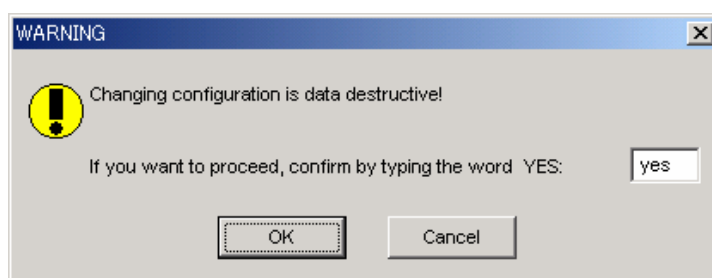 WARNING
Changing configuration is data destructive!
If you want to proceed, confirm by typing the word YES: yes
OK Cancel